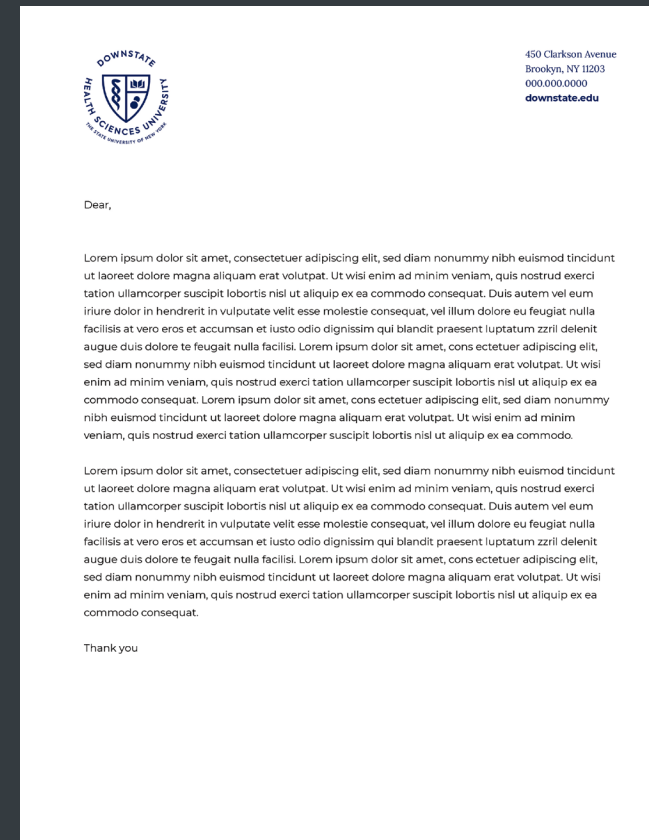 DOWNSTATE
HEALTH SCIENCES UNIVERSITY
THE STATE UNIVERSITY OF NEW YORK
450 Clarkson Avenue
Brookyn, NY 11203
000.000.0000
downstate.edu
Dear,
Lorem ipsum dolor sit amet, consectetuer adipiscing elit, sed diam nonummy nibh euismod tincidunt
ut laoreet dolore magna aliquam erat volutpat. Ut wisi enim ad minim veniam, quis nostrud exerci
tation ullamcorper suscipit lobortis nisl ut aliquip ex ea commodo consequat. Duis autem vel eum
iriure dolor in hendrerit in vulputate velit esse molestie consequat, vel illum dolore eu feugiat nulla
facilisis at vero eros et accumsan et iusto odio dignissim qui blandit praesent luptatum zzril delenit
augue duis dolore te feugait nulla facilisi. Lorem ipsum dolor sit amet, cons ectetuer adipiscing elit,
sed diam nonummy nibh euismod tincidunt ut laoreet dolore magna aliquam erat volutpat. Ut wisi
enim ad minim veniam, quis nostrud exerci tation ullamcorper suscipit lobortis nisl ut aliquip ex ea
commodo consequat. Lorem ipsum dolor sit amet, cons ectetuer adipiscing elit, sed diam nonummy
nibh euismod tincidunt ut laoreet dolore magna aliquam erat volutpat. Ut wisi enim ad minim
veniam, quis nostrud exerci tation ullamcorper suscipit lobortis nisl ut aliquip ex ea commodo.
Lorem ipsum dolor sit amet, consectetuer adipiscing elit, sed diam nonummy nibh euismod tincidunt
ut laoreet dolore magna aliquam erat volutpat. Ut wisi enim ad minim veniam, quis nostrud exerci
tation ullamcorper suscipit lobortis nisl ut aliquip ex ea commodo consequat. Duis autem vel eum
iriure dolor in hendrerit in vulputate velit esse molestie consequat, vel illum dolore eu feugiat nulla
facilisis at vero eros et accumsan et iusto odio dignissim qui blandit praesent luptatum zzril delenit
augue duis dolore te feugait nulla facilisi. Lorem ipsum dolor sit amet, cons ectetuer adipiscing elit,
sed diam nonummy nibh euismod tincidunt ut laoreet dolore magna aliquam erat volutpat. Ut wisi
enim ad minim veniam, quis nostrud exerci tation ullamcorper suscipit lobortis nisl ut aliquip ex ea
commodo consequat.
Thank you